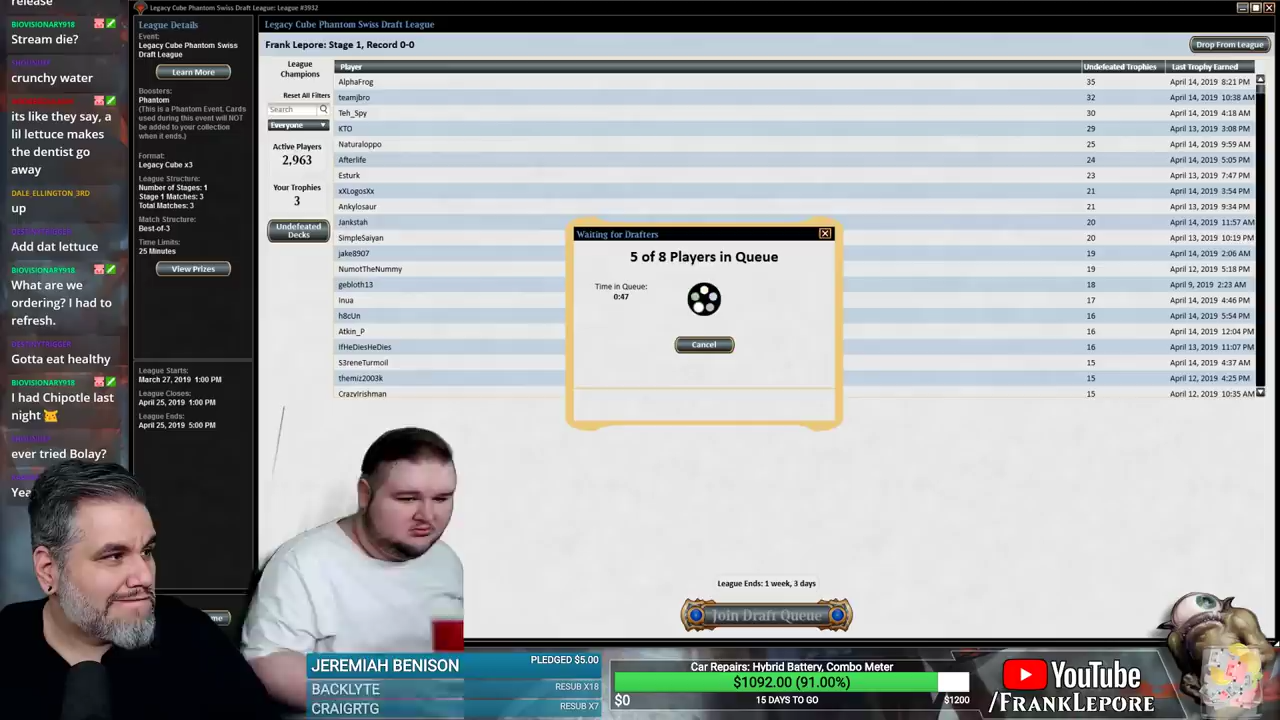 release
BIOVISIONARY918
Stream die?
crunchy water
its like they say, a
lil lettuce makes
the dentist go
away
DALE_ELLINGTON_3RD
up
Add dat lettuce
BIOVISIONARY918
What are we
ordering? I had to
refresh.
Gotta eat healthy
BIOVISIONARY918
I had Chipotle last
night
ever tried Bolay?
Yea
Legacy Cube Phantom Swiss Draft League: League #3932
League Details
Event:
Legacy Cube Phantom Swiss
Draft League
Learn More
Boosters:
Phantom
(This is a Phantom Event. Cards
used during this event will NOT
be added to your collection
when it ends.)
Format:
Legacy Cube x3
League Structure:
Number of Stages: 1
Stage 1 Matches: 3
Total Matches: 3
Match Structure:
Best-of-3
Time Limits:
25 Minutes
View Prizes
League Starts:
March 27, 2019 1:00 PM
League Closes:
April 25, 2019 1:00 PM
League Ends:
April 25, 2019 5:00 PM
Legacy Cube Phantom Swiss Draft League
Frank Lepore: Stage 1, Record 0-0
Drop From League
League
Champions
Reset All Filters
Search
Everyone
Active Players
2,963
Your Trophies
3
Undefeated
Decks
Player Undefeated Trophies Last Trophy Earned
AlphaFrog 35 April 14, 2019 8:21 PM
teamjbro 32 April 14, 2019 10:38 AM
Teh_Spy 30 April 14, 2019 4:18 AM
KTO 29 April 13, 2019 3:08 PM
Naturaloppo 25 April 14, 2019 9:59 AM
Afterlife 24 April 14, 2019 5:05 PM
Esturk 23 April 13, 2019 7:47 PM
xXLogosXx 21 April 14, 2019 3:54 PM
Ankylosaur 21 April 13, 2019 9:34 PM
Jankstah 20 April 14, 2019 11:57 AM
SimpleSaiyan 20 April 13, 2019 10:19 PM
jake8907 19 April 14, 2019 2:06 AM
NumotTheNummy 19 April 12, 2019 5:18 PM
gebloth13 18 April 9, 2019 2:23 AM
Inua 17 April 14, 2019 4:46 PM
h8cUn 16 April 14, 2019 5:54 PM
Atkin_P 16 April 14, 2019 12:04 PM
IfHeDiesHeDies 16 April 13, 2019 11:07 PM
S3reneTurmoil 15 April 14, 2019 4:37 AM
themiz2003k 15 April 12, 2019 4:25 PM
CrazyIrishman 15 April 12, 2019 10:35 AM
Waiting for Drafters
5 of 8 Players in Queue
Time in Queue:
0:47
Cancel
League Ends: 1 week, 3 days
Join Draft Queue
JEREMIAH BENISON PLEDGED $5.00
BACKLYTE RESUB X18
CRAIGRTG RESUB X7
Car Repairs: Hybrid Battery, Combo Meter
$1092.00 (91.00%)
$0 15 DAYS TO GO $1200
YouTube
/FRANKLEPORE